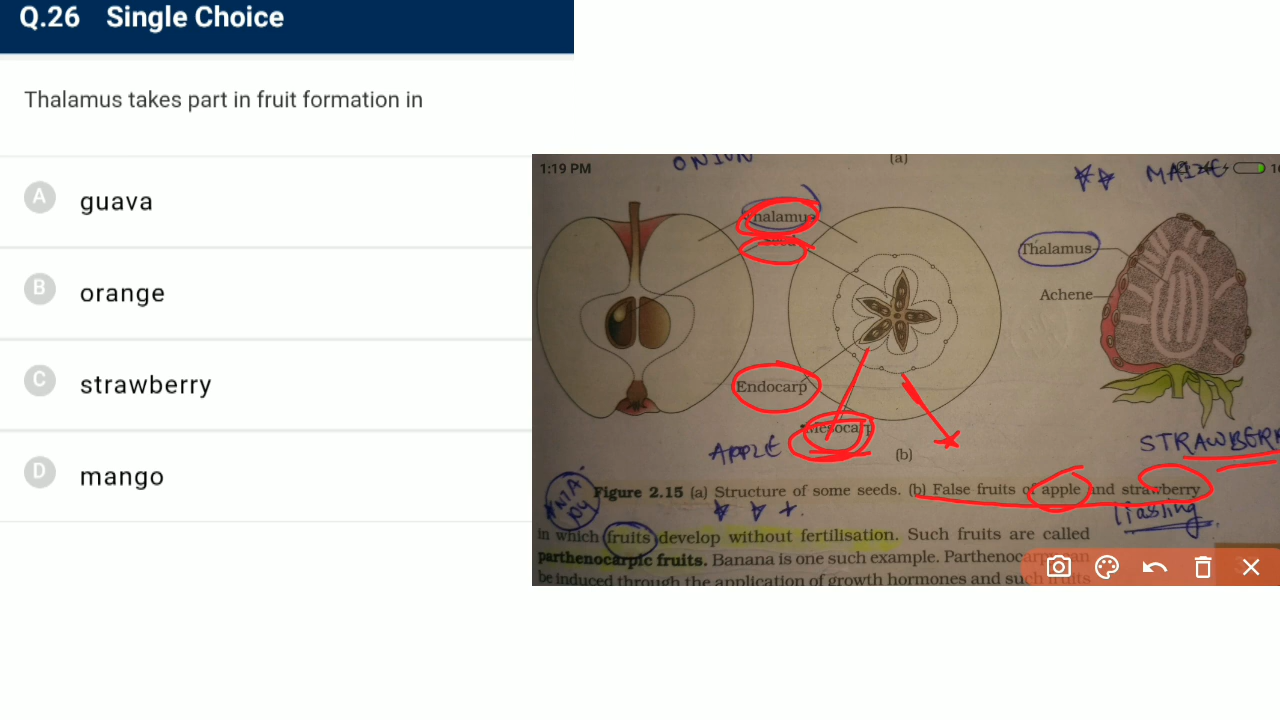 Q.26 Single Choice
Thalamus takes part in fruit formation in
A guava
B orange
C strawberry
D mango
1:19 PM
ONION
(a)
MAIZE
Thalamus
Thalamus
Achene
Endocarp
Mesocarp
APPLE
(b)
STRAWBERR
Figure 2.15 (a) Structure of some seeds. (b) False fruits of apple and strawberry
in which fruits develop without fertilisation. Such fruits are called
parthenocarpic fruits. Banana is one such example. Parthenocarpy can
be induced through the application of growth hormones and such fruits